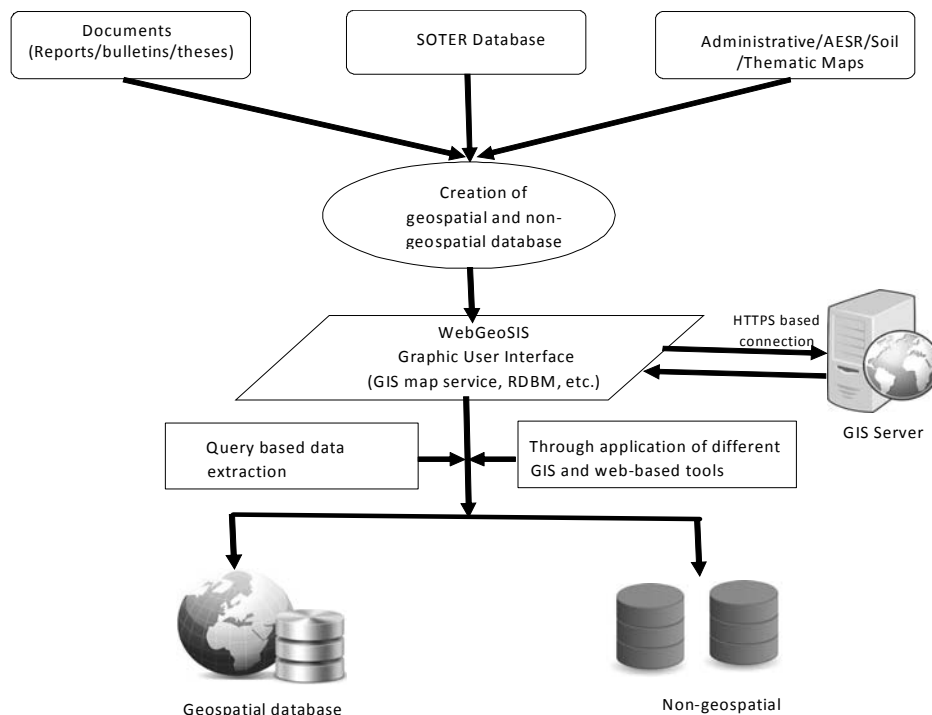 Documents
(Reports/bulletins/theses)
SOTER Database
Administrative/AESR/Soil
/Thematic Maps
Creation of
geospatial and non-
geospatial database
WebGeoSIS
Graphic User Interface
(GIS map service, RDBM, etc.)
HTTPS based
connection
GIS Server
Query based data
extraction
Through application of different
GIS and web-based tools
Geospatial database
Non-geospatial